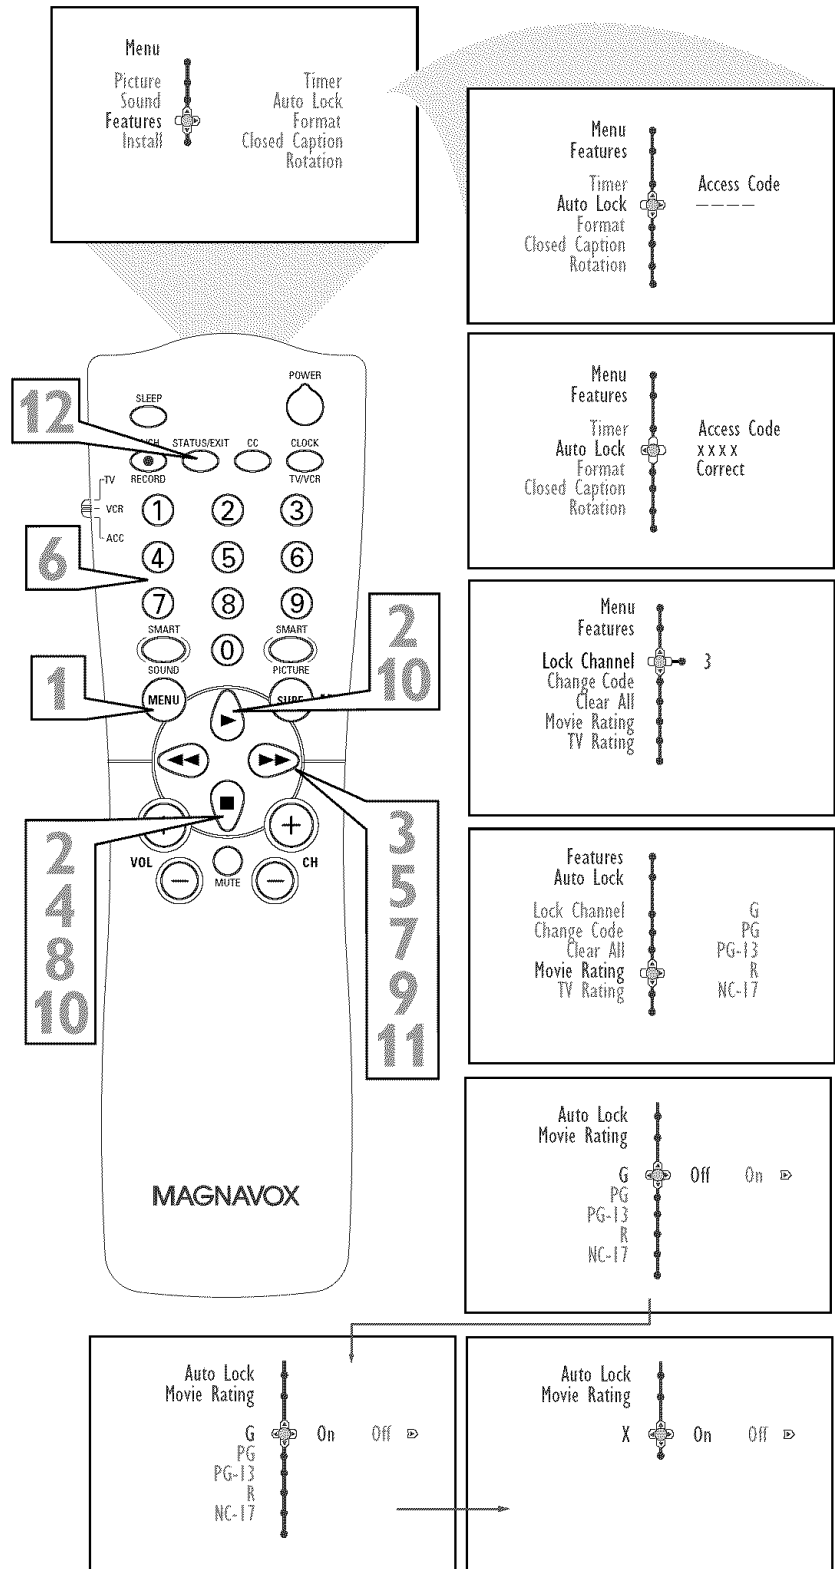 Menu
Picture
Sound
Features
Install
Timer
Auto Lock
Format
Closed Caption
Rotation
Menu
Features
Timer
Auto Lock
Format
Closed Caption
Rotation
Access Code
_ _ _ _
Menu
Features
Timer
Auto Lock
Format
Closed Caption
Rotation
Access Code
x x x x
Correct
Menu
Features
Lock Channel 3
Change Code
Clear All
Movie Rating
TV Rating
Features
Auto Lock
Lock Channel G
Change Code PG
Clear All PG-13
Movie Rating R
TV Rating NC-17
Auto Lock
Movie Rating
G Off On
PG
PG-13
R
NC-17
SLEEP
POWER
12
STATUS/EXIT CC CLOCK
RECORD TV/VCR
TV
VCR
ACC
1 2 3
4 5 6
6
7 8 9
SMART SMART
0
SOUND PICTURE
1
MENU
2
10
2
4
8
10
3
5
7
9
11
VOL CH
MUTE
MAGNAVOX
Auto Lock
Movie Rating
G On Off
PG
PG-13
R
NC-17
Auto Lock
Movie Rating
X On Off